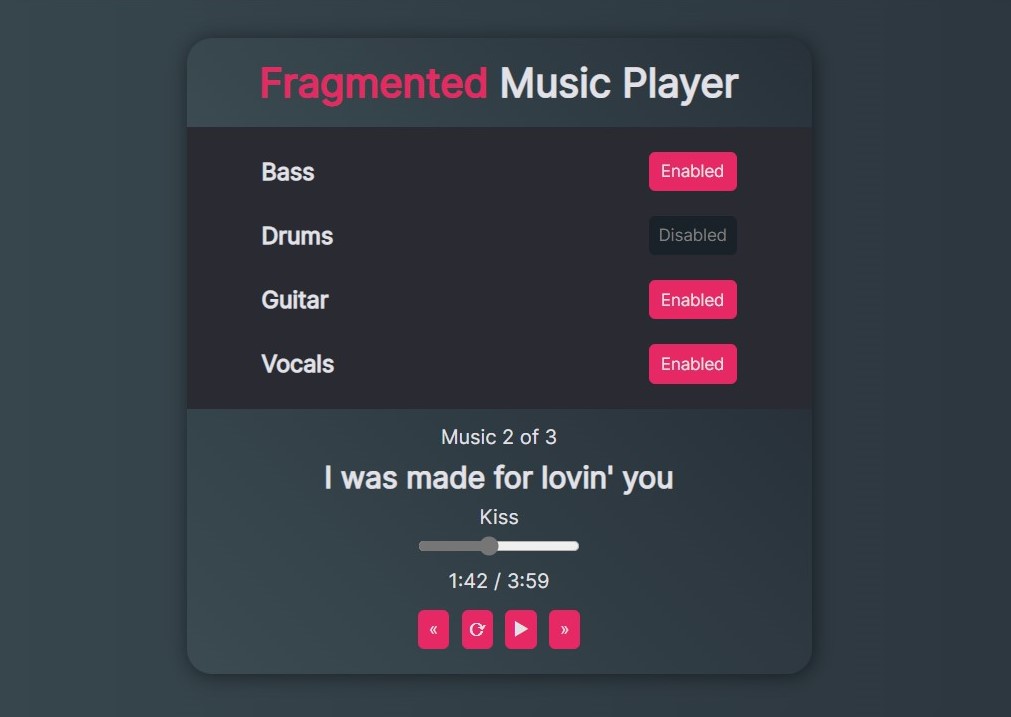 Fragmented Music Player
Bass Enabled
Drums Disabled
Guitar Enabled
Vocals Enabled
Music 2 of 3
I was made for lovin' you
Kiss
1:42 / 3:59
« ⟳ ▶ »